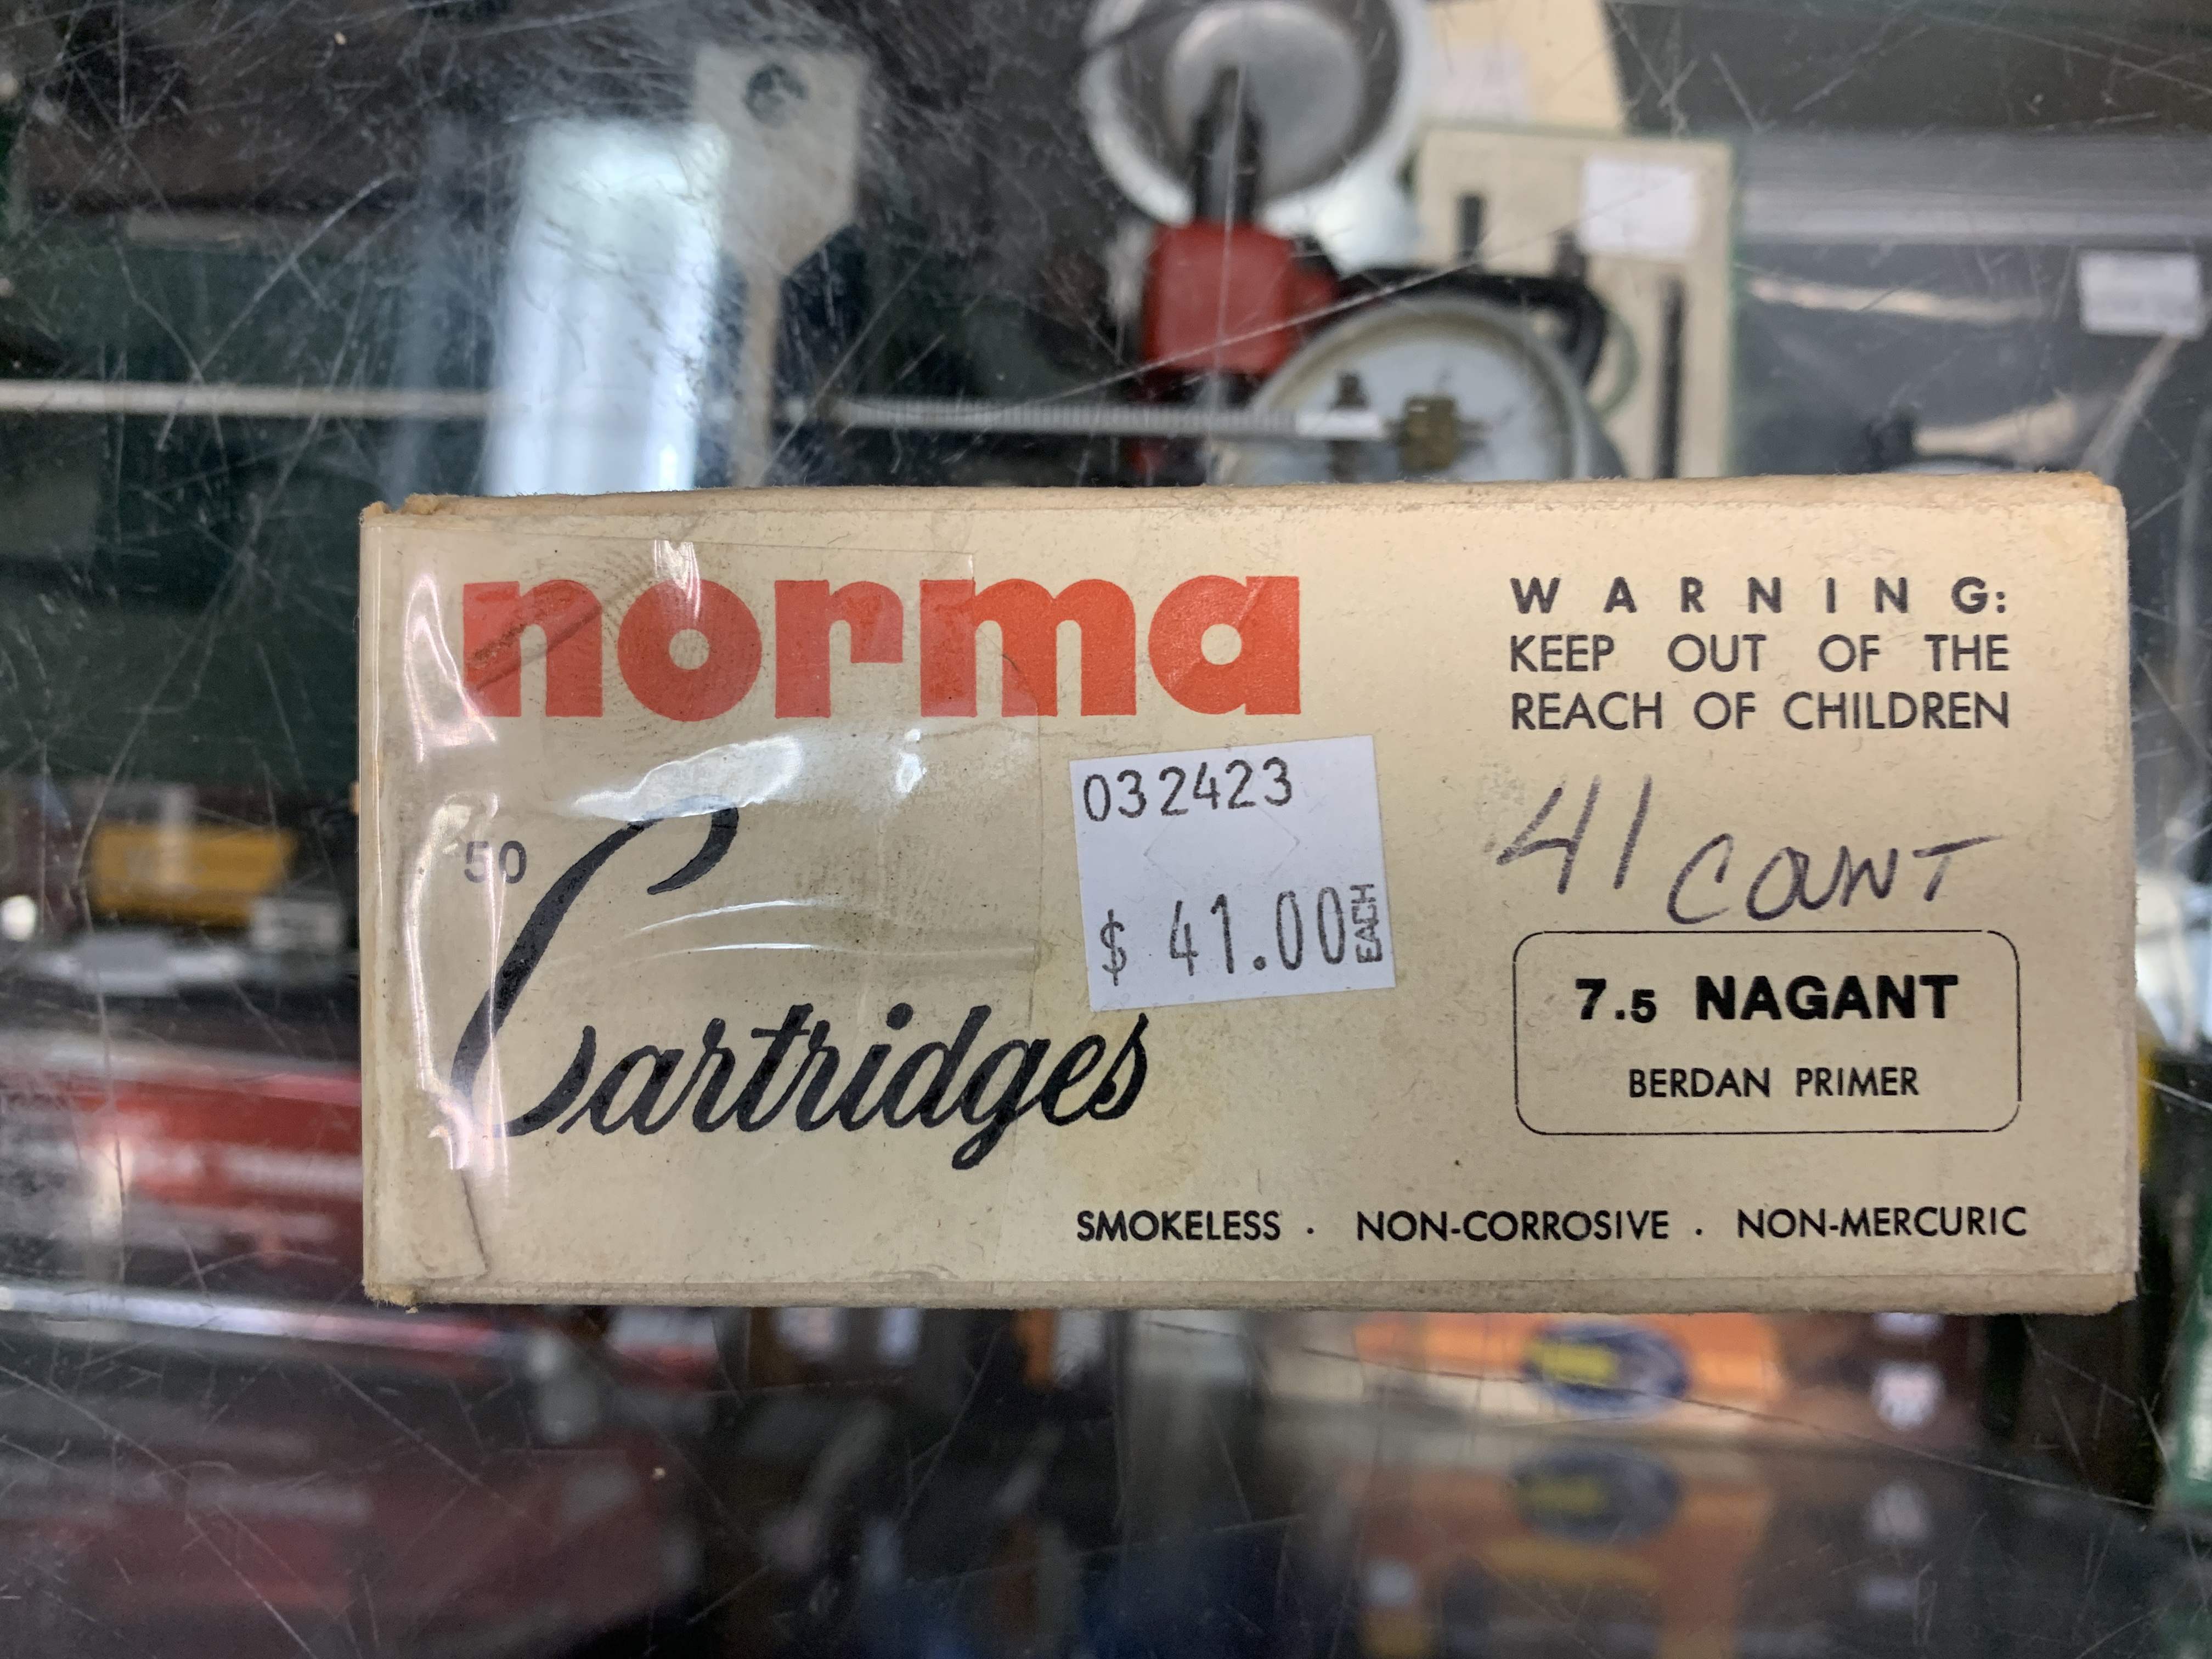 norma
50
Cartridges
032423
$ 41.00 EACH
WARNING:
KEEP OUT OF THE
REACH OF CHILDREN
41 COUNT
7.5 NAGANT
BERDAN PRIMER
SMOKELESS · NON-CORROSIVE · NON-MERCURIC